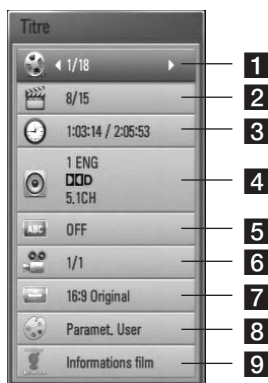 Titre
1/18
1
8/15
2
1:03:14 / 2:05:53
3
1 ENG
DD D
5.1CH
4
ABC
OFF
5
1/1
6
16:9 Original
7
Paramet. User
8
Informations film
9